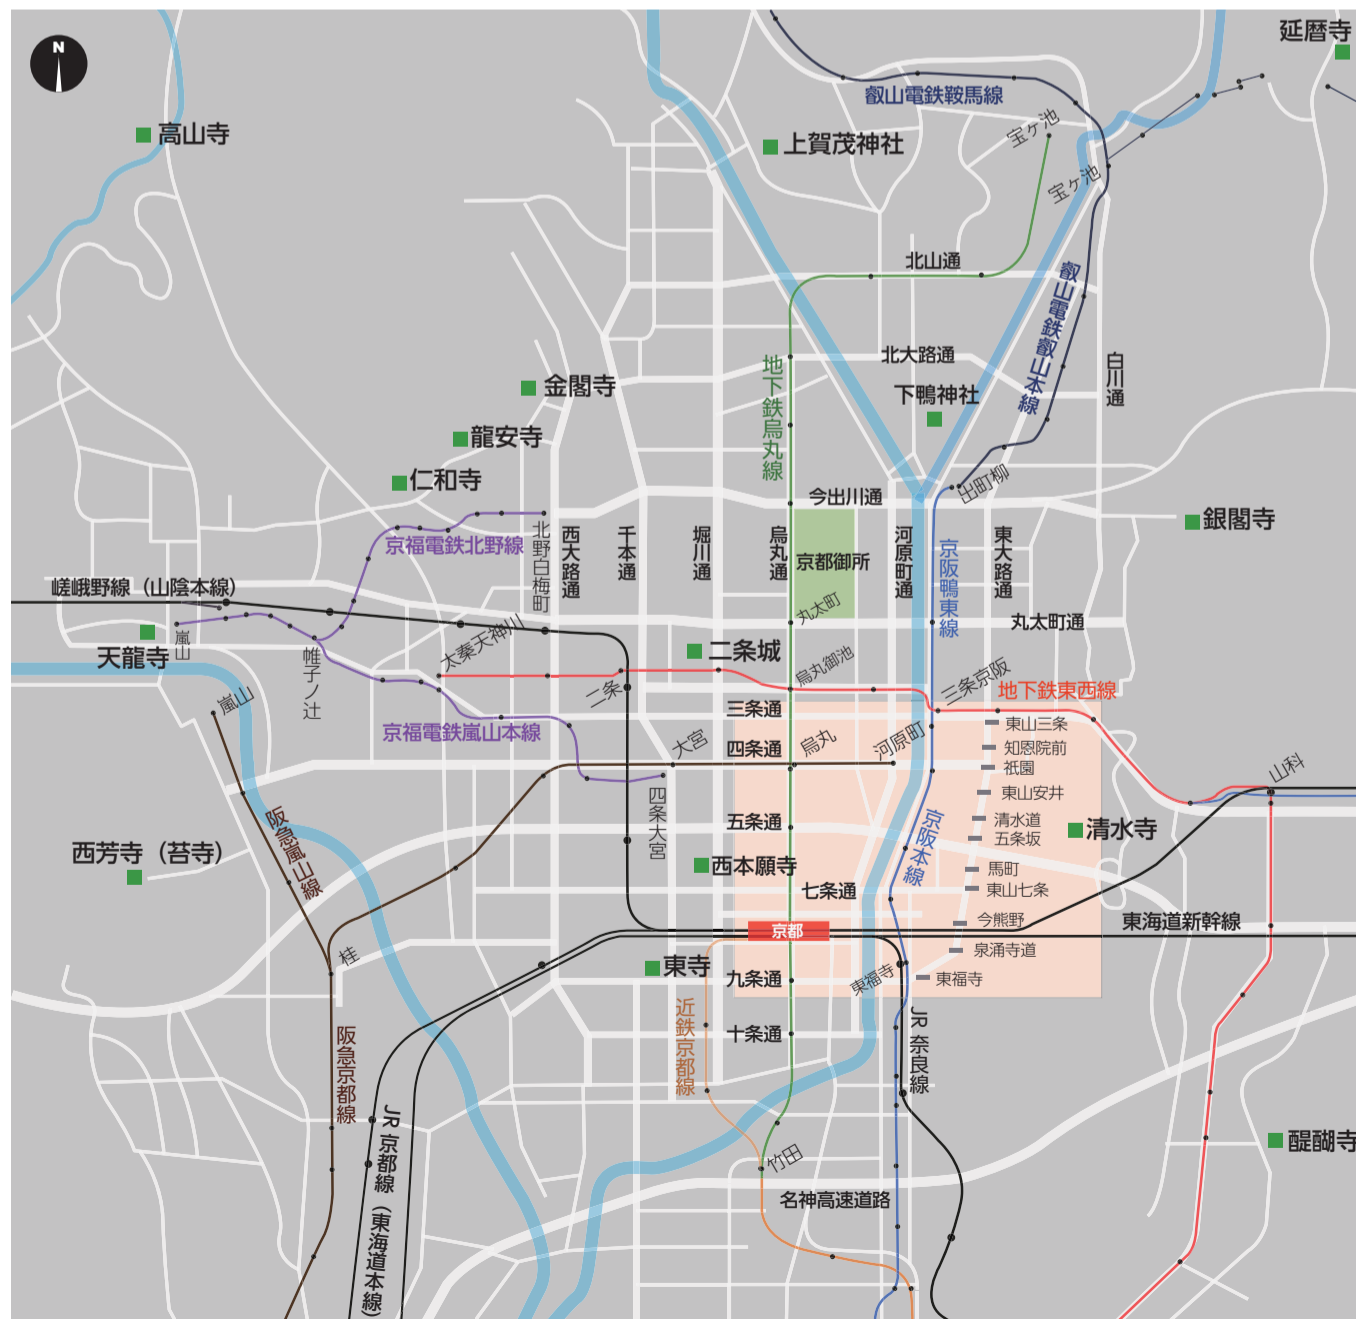 延暦寺
N
叡山電鉄鞍馬線
宝ヶ池
高山寺
上賀茂神社
宝ヶ池
北山通
叡山電鉄叡山本線
北大路通
白川通
地下鉄烏丸線
金閣寺
下鴨神社
龍安寺
仁和寺
出町柳
今出川通
銀閣寺
京福電鉄北野線
北野白梅町
西大路通
千本通
堀川通
烏丸通
京都御所
河原町通
京阪鴨東線
東大路通
嵯峨野線（山陰本線）
丸太町
丸太町通
嵐山
天龍寺
帷子ノ辻
太秦天神川
二条城
烏丸御池
三条京阪
地下鉄東西線
嵐山
二条
三条通
東山三条
京福電鉄嵐山本線
大宮
四条通
烏丸
河原町
知恩院前
祇園
山科
四条大宮
東山安井
阪急嵐山線
五条通
京阪本線
清水道
五条坂
清水寺
西芳寺（苔寺）
西本願寺
馬町
七条通
東山七条
京都
今熊野
東海道新幹線
桂
東寺
泉涌寺道
九条通
東福寺
東福寺
近鉄京都線
十条通
JR 奈良線
阪急京都線
JR 京都線（東海道本線）
竹田
醍醐寺
名神高速道路